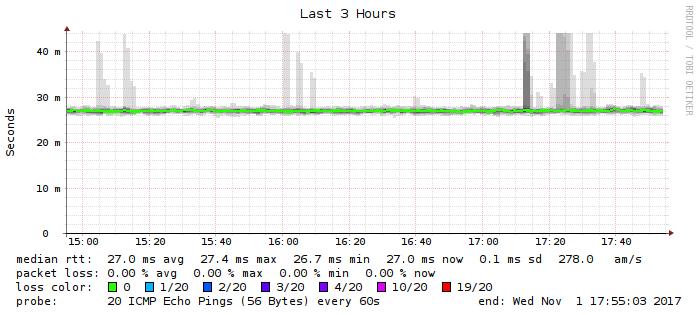 Last 3 Hours
RRDTOOL / TOBI OETIKER
Seconds
40 m
30 m
20 m
10 m
0
15:00 15:20 15:40 16:00 16:20 16:40 17:00 17:20 17:40
median rtt: 27.0 ms avg 27.4 ms max 26.7 ms min 27.0 ms now 0.1 ms sd 278.0 am/s
packet loss: 0.00 % avg 0.00 % max 0.00 % min 0.00 % now
loss color: 0 1/20 2/20 3/20 4/20 10/20 19/20
probe: 20 ICMP Echo Pings (56 Bytes) every 60s end: Wed Nov 1 17:55:03 2017